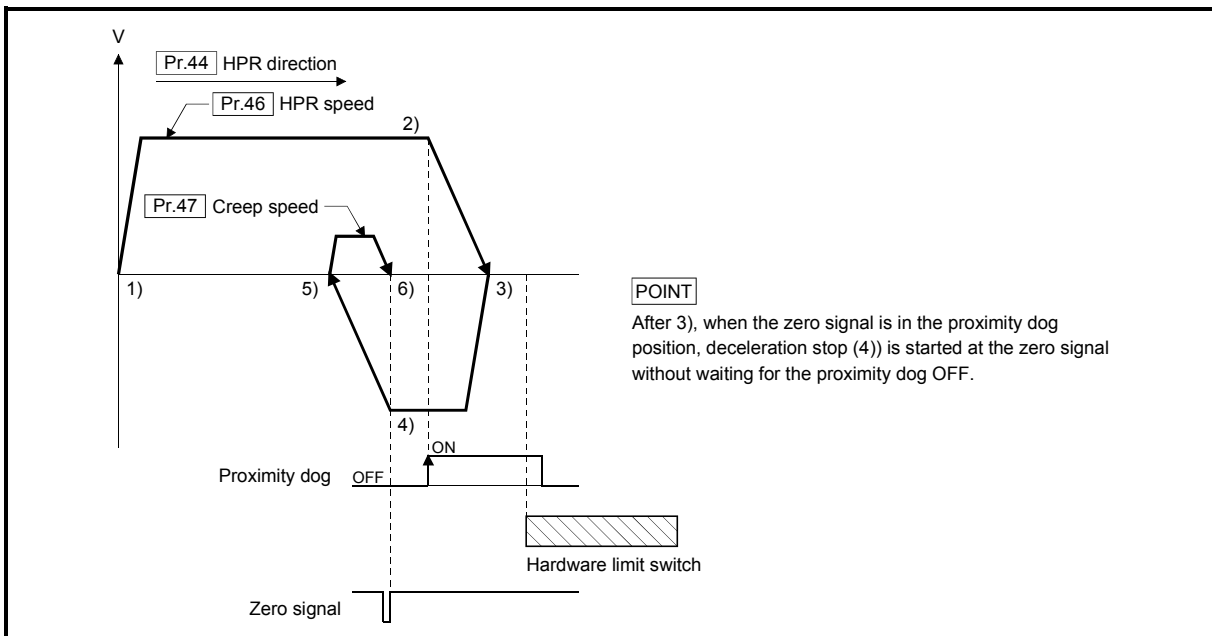 V
Pr.44 HPR direction
Pr.46 HPR speed
2)
Pr.47 Creep speed
1)
5)
6)
3)
POINT
After 3), when the zero signal is in the proximity dog
position, deceleration stop (4)) is started at the zero signal
without waiting for the proximity dog OFF.
4)
ON
Proximity dog OFF
Hardware limit switch
Zero signal